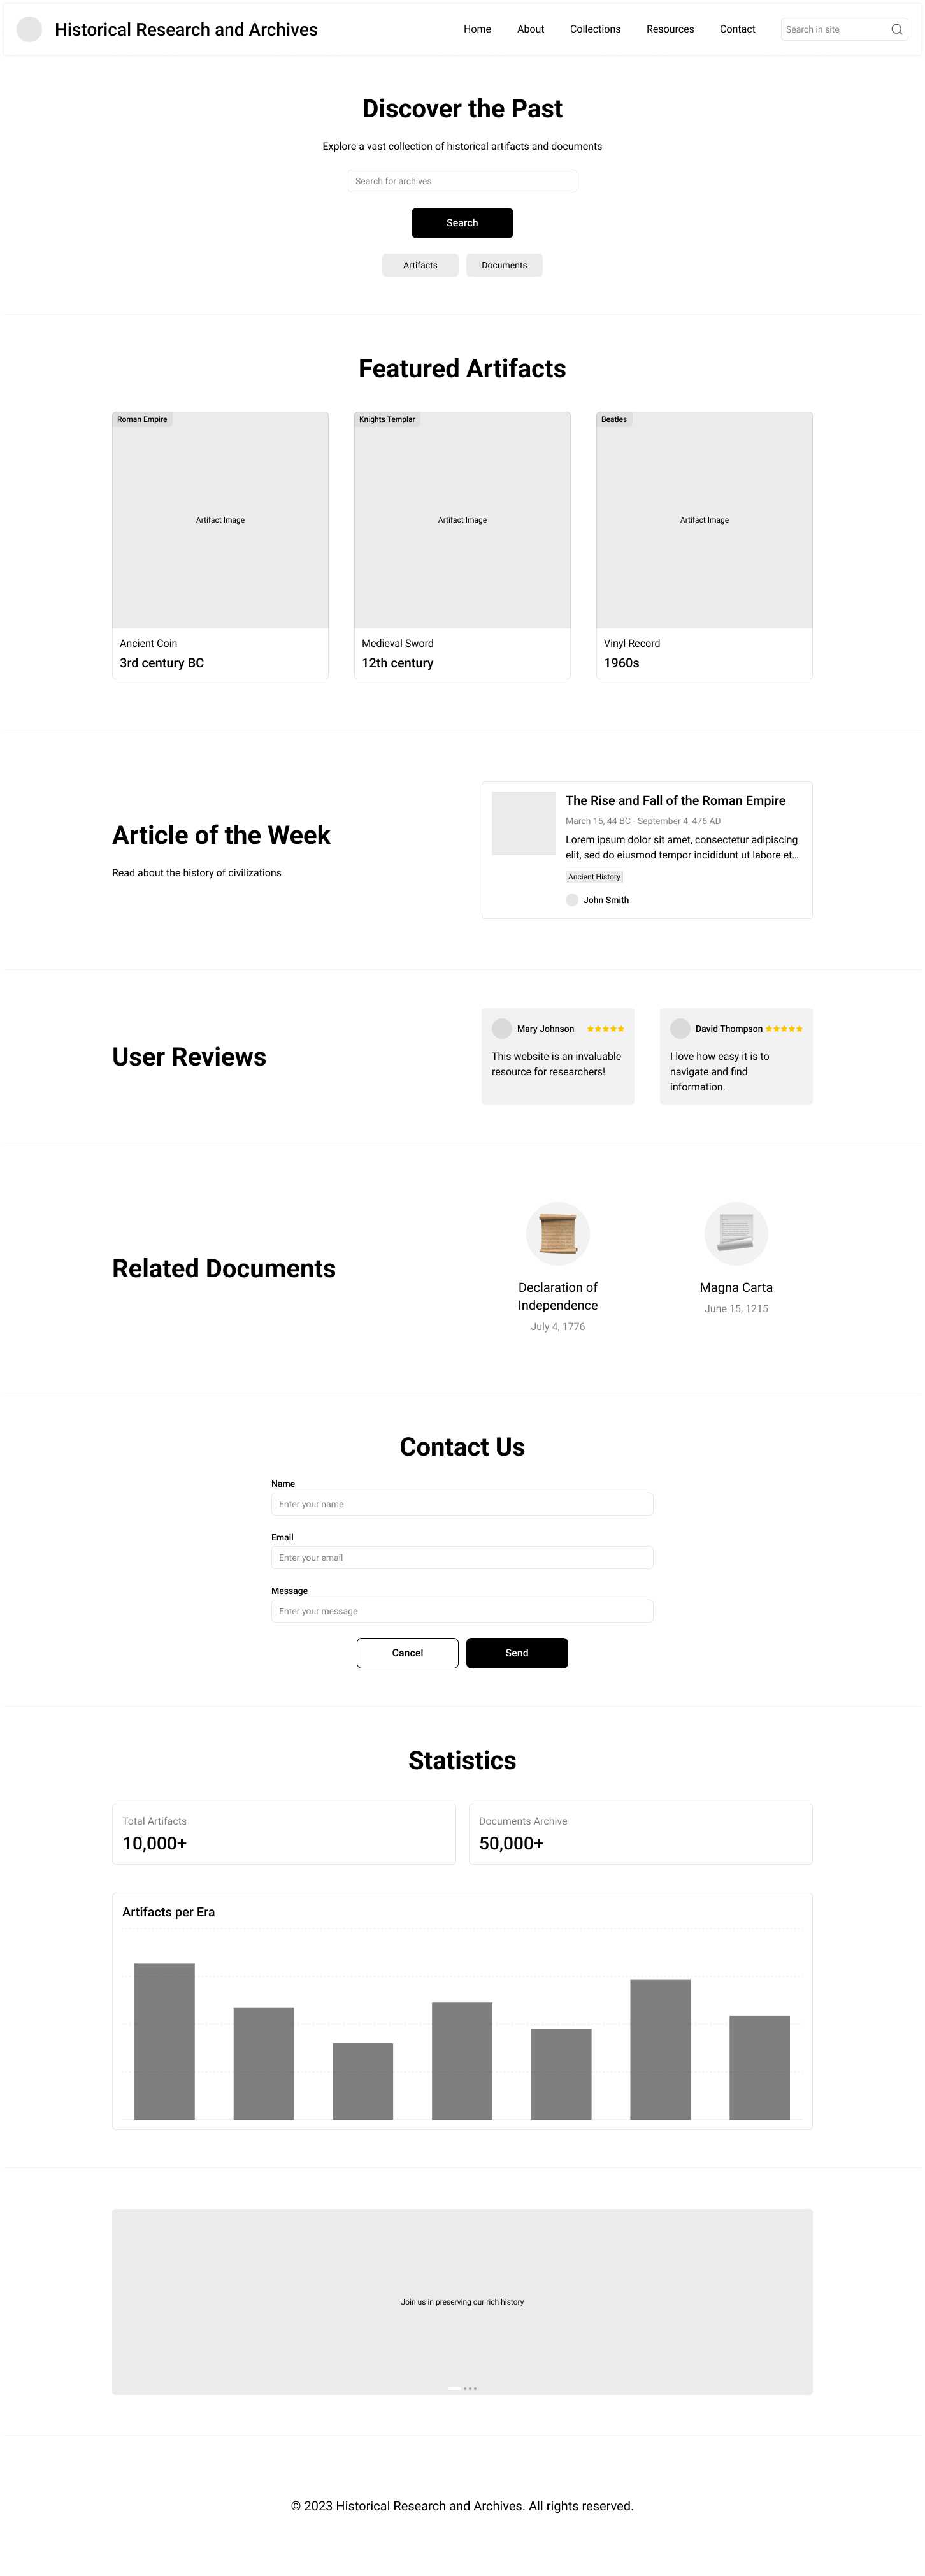 Historical Research and Archives
Home
About
Collections
Resources
Contact
Search in site
Discover the Past
Explore a vast collection of historical artifacts and documents
Search for archives
Search
Artifacts
Documents
Featured Artifacts
Roman Empire
Artifact Image
Ancient Coin
3rd century BC
Knights Templar
Artifact Image
Medieval Sword
12th century
Beatles
Artifact Image
Vinyl Record
1960s
Article of the Week
Read about the history of civilizations
The Rise and Fall of the Roman Empire
March 15, 44 BC - September 4, 476 AD
Lorem ipsum dolor sit amet, consectetur adipiscing
elit, sed do eiusmod tempor incididunt ut labore et...
Ancient History
John Smith
User Reviews
Mary Johnson
This website is an invaluable
resource for researchers!
David Thompson
I love how easy it is to
navigate and find
information.
Related Documents
Declaration of
Independence
July 4, 1776
Magna Carta
June 15, 1215
Contact Us
Name
Enter your name
Email
Enter your email
Message
Enter your message
Cancel
Send
Statistics
Total Artifacts
10,000+
Documents Archive
50,000+
Artifacts per Era
Join us in preserving our rich history
© 2023 Historical Research and Archives. All rights reserved.